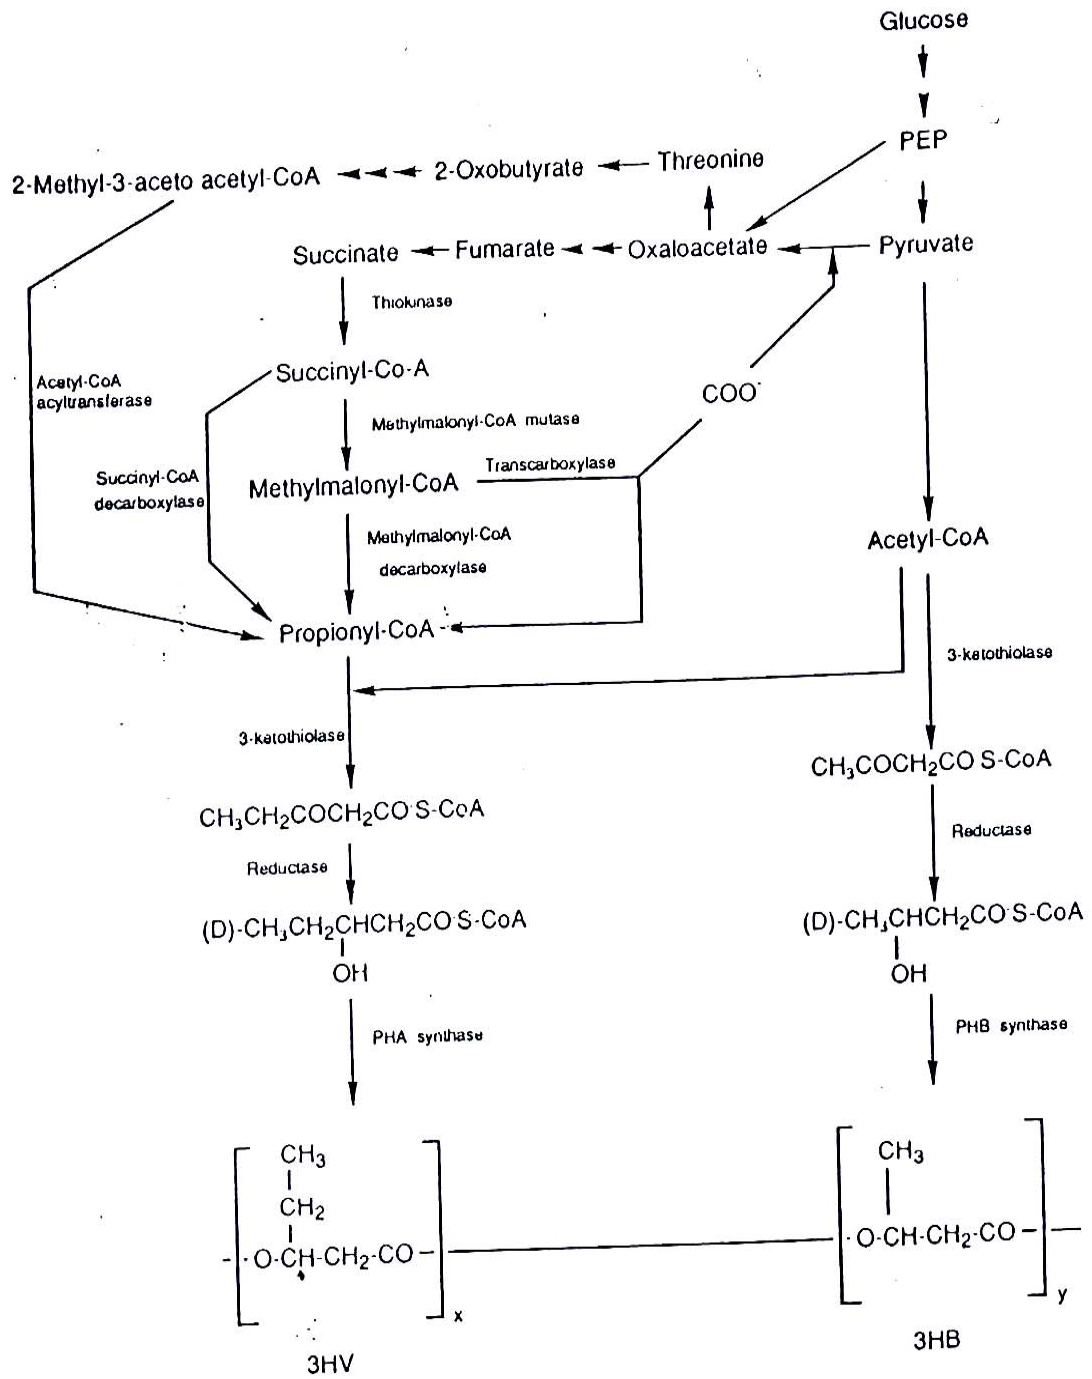 Glucose
PEP
2-Methyl-3-aceto acetyl-CoA
2-Oxobutyrate
Threonine
Succinate
Fumarate
Oxaloacetate
Pyruvate
Thiokinase
Succinyl-Co-A
Acetyl-CoA
acyltransferase
COO-
Methylmalonyl-CoA mutase
Succinyl-CoA
decarboxylase
Methylmalonyl-CoA
Transcarboxylase
Methylmalonyl-CoA
decarboxylase
Acetyl-CoA
Propionyl-CoA
3-ketothiolase
3-ketothiolase
CH3COCH2CO S-CoA
CH3CH2COCH2CO S-CoA
Reductase
Reductase
(D)-CH3CH2CHCH2CO S-CoA
OH
(D)-CH3CHCH2CO S-CoA
OH
PHA synthase
PHB synthase
CH3
CH2
-O-CH-CH2-CO-
x
3HV
CH3
-O-CH-CH2-CO-
y
3HB